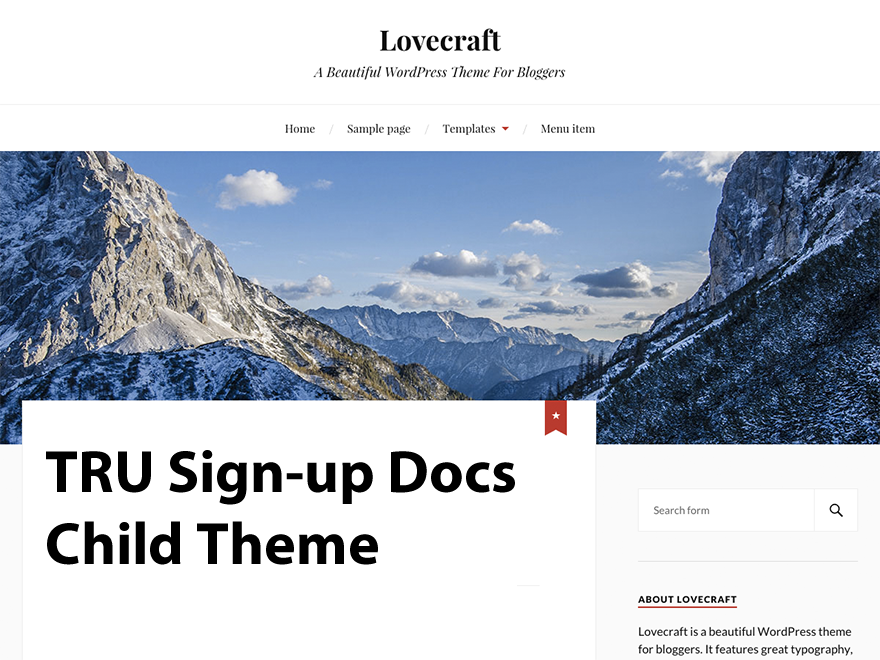 Lovecraft
A Beautiful WordPress Theme For Bloggers
Home / Sample page / Templates / Menu item
TRU Sign-up Docs
Child Theme
Search form
ABOUT LOVECRAFT
Lovecraft is a beautiful WordPress theme
for bloggers. It features great typography,